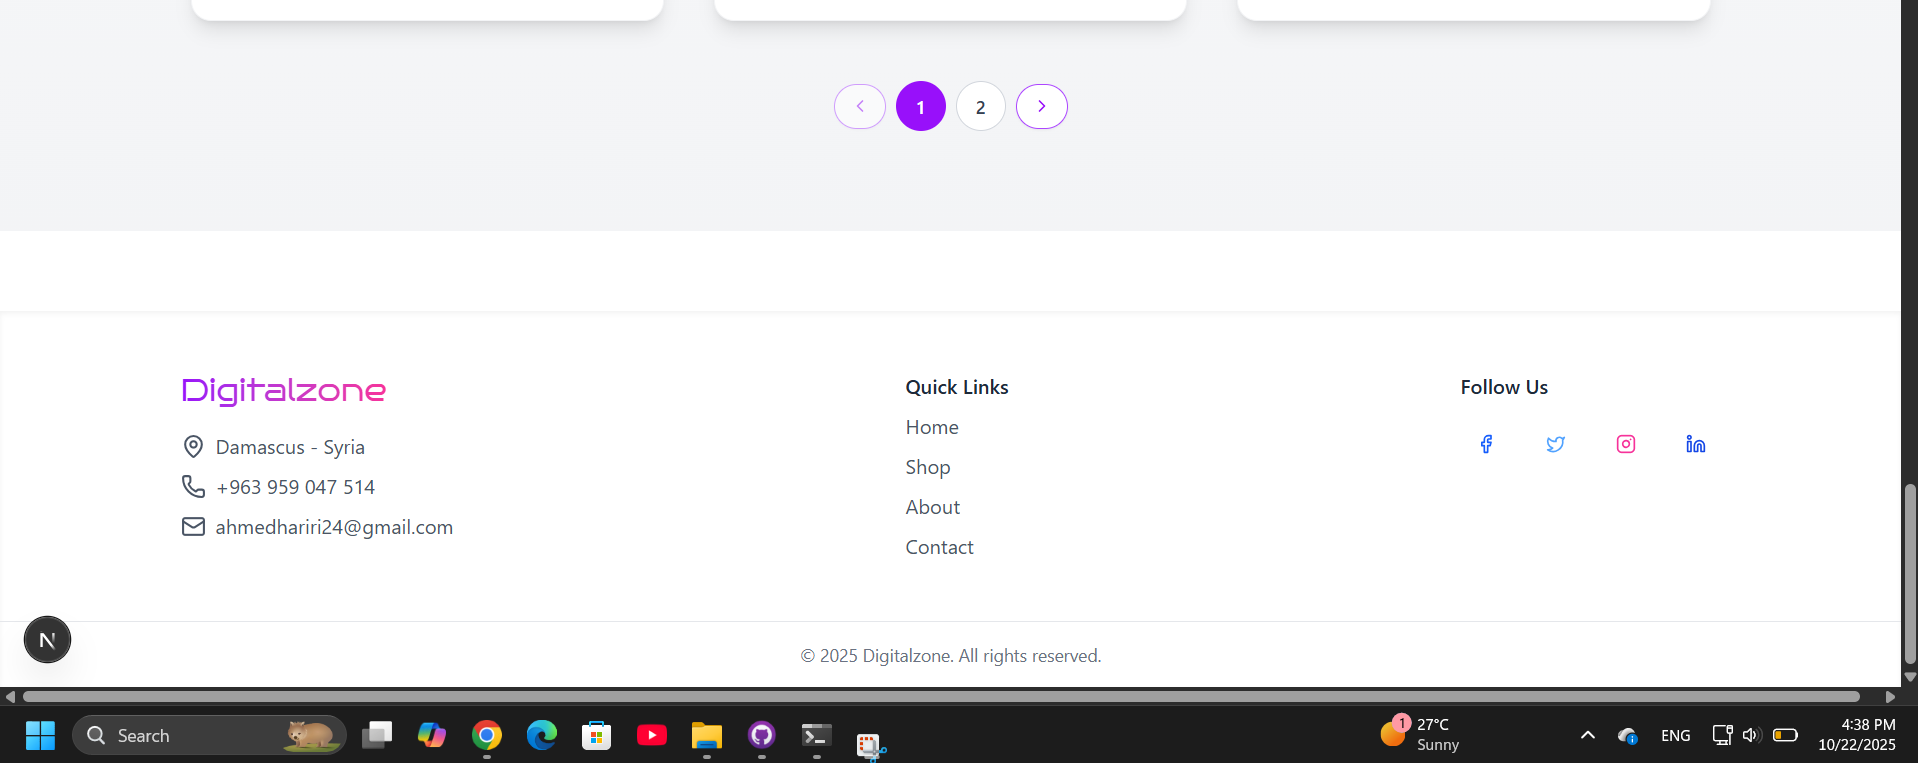 1
2
Digitalzone
Damascus - Syria
+963 959 047 514
ahmedhariri24@gmail.com
Quick Links
Home
Shop
About
Contact
Follow Us
N
© 2025 Digitalzone. All rights reserved.
Search
1
27°C
Sunny
ENG
4:38 PM
10/22/2025